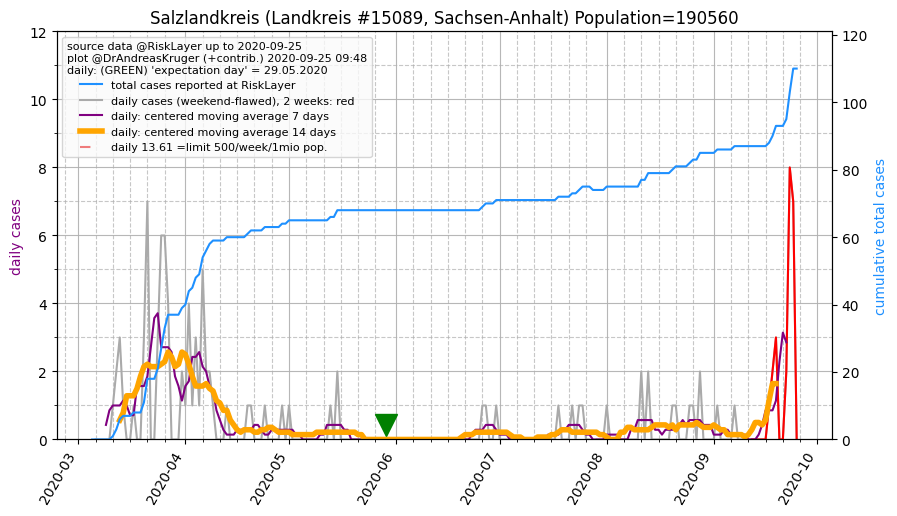 Salzlandkreis (Landkreis #15089, Sachsen-Anhalt) Population=190560
source data @RiskLayer up to 2020-09-25
plot @DrAndreasKruger (+contrib.) 2020-09-25 09:48
daily: (GREEN) 'expectation day' = 29.05.2020
total cases reported at RiskLayer
daily cases (weekend-flawed), 2 weeks: red
daily: centered moving average 7 days
daily: centered moving average 14 days
daily 13.61 =limit 500/week/1mio pop.
daily cases
12
10
8
6
4
2
0
120
100
80
60
40
20
0
cumulative total cases
2020-03
2020-04
2020-05
2020-06
2020-07
2020-08
2020-09
2020-10